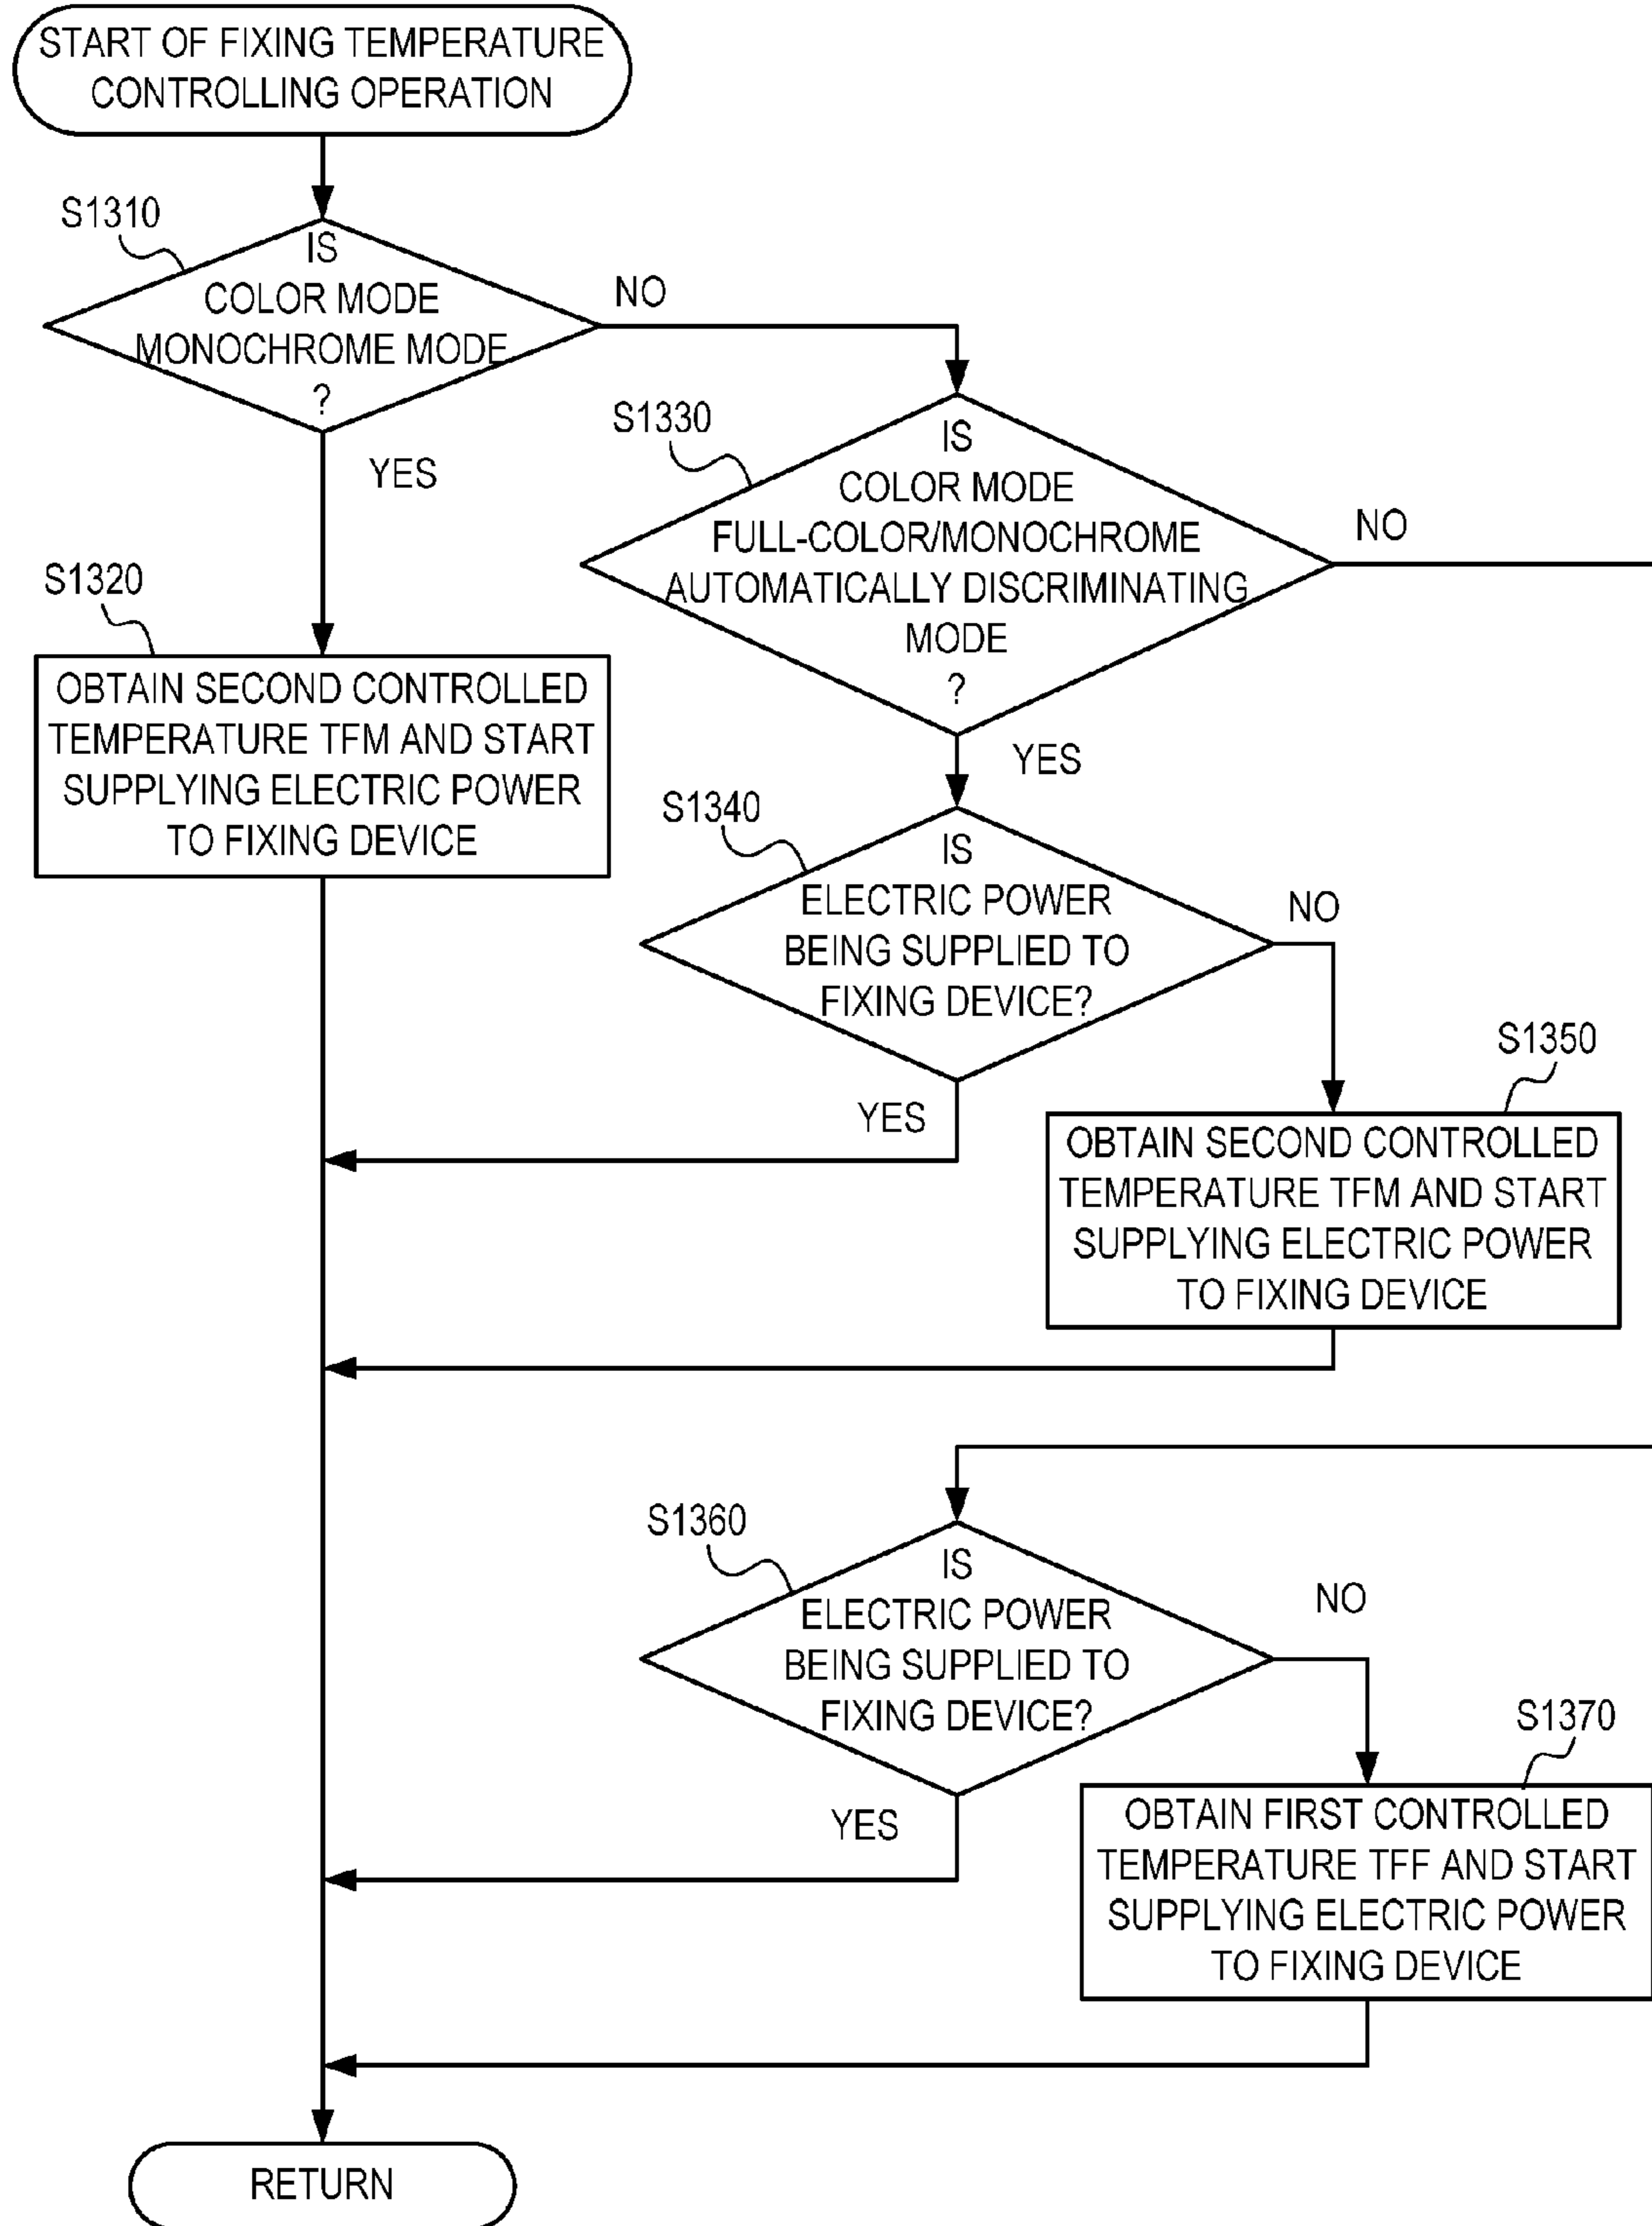 START OF FIXING TEMPERATURE
CONTROLLING OPERATION
S1310
IS
COLOR MODE
MONOCHROME MODE
?
NO
YES
S1330
IS
COLOR MODE
FULL-COLOR/MONOCHROME
AUTOMATICALLY DISCRIMINATING
MODE
?
NO
YES
S1320
OBTAIN SECOND CONTROLLED
TEMPERATURE TFM AND START
SUPPLYING ELECTRIC POWER
TO FIXING DEVICE
S1340
IS
ELECTRIC POWER
BEING SUPPLIED TO
FIXING DEVICE?
NO
YES
S1350
OBTAIN SECOND CONTROLLED
TEMPERATURE TFM AND START
SUPPLYING ELECTRIC POWER
TO FIXING DEVICE
S1360
IS
ELECTRIC POWER
BEING SUPPLIED TO
FIXING DEVICE?
NO
YES
S1370
OBTAIN FIRST CONTROLLED
TEMPERATURE TFF AND START
SUPPLYING ELECTRIC POWER
TO FIXING DEVICE
RETURN